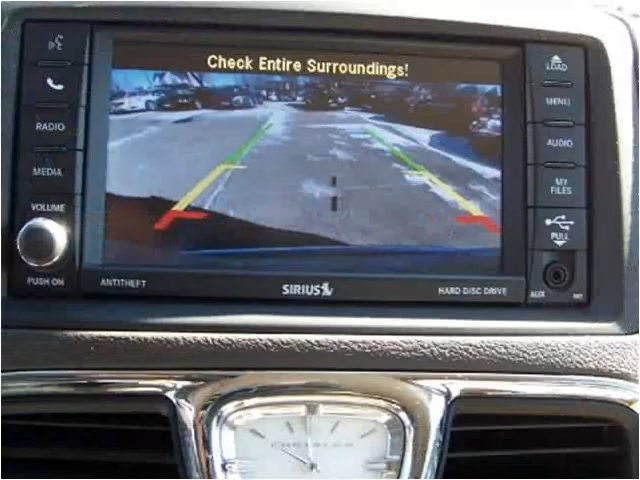 Check Entire Surroundings!
LOAD
MENU
RADIO
AUDIO
MEDIA
MY
FILES
VOLUME
PULL
PUSH ON
ANTITHEFT
SIRIUS
HARD DISC DRIVE
AUX
CHRYSLER